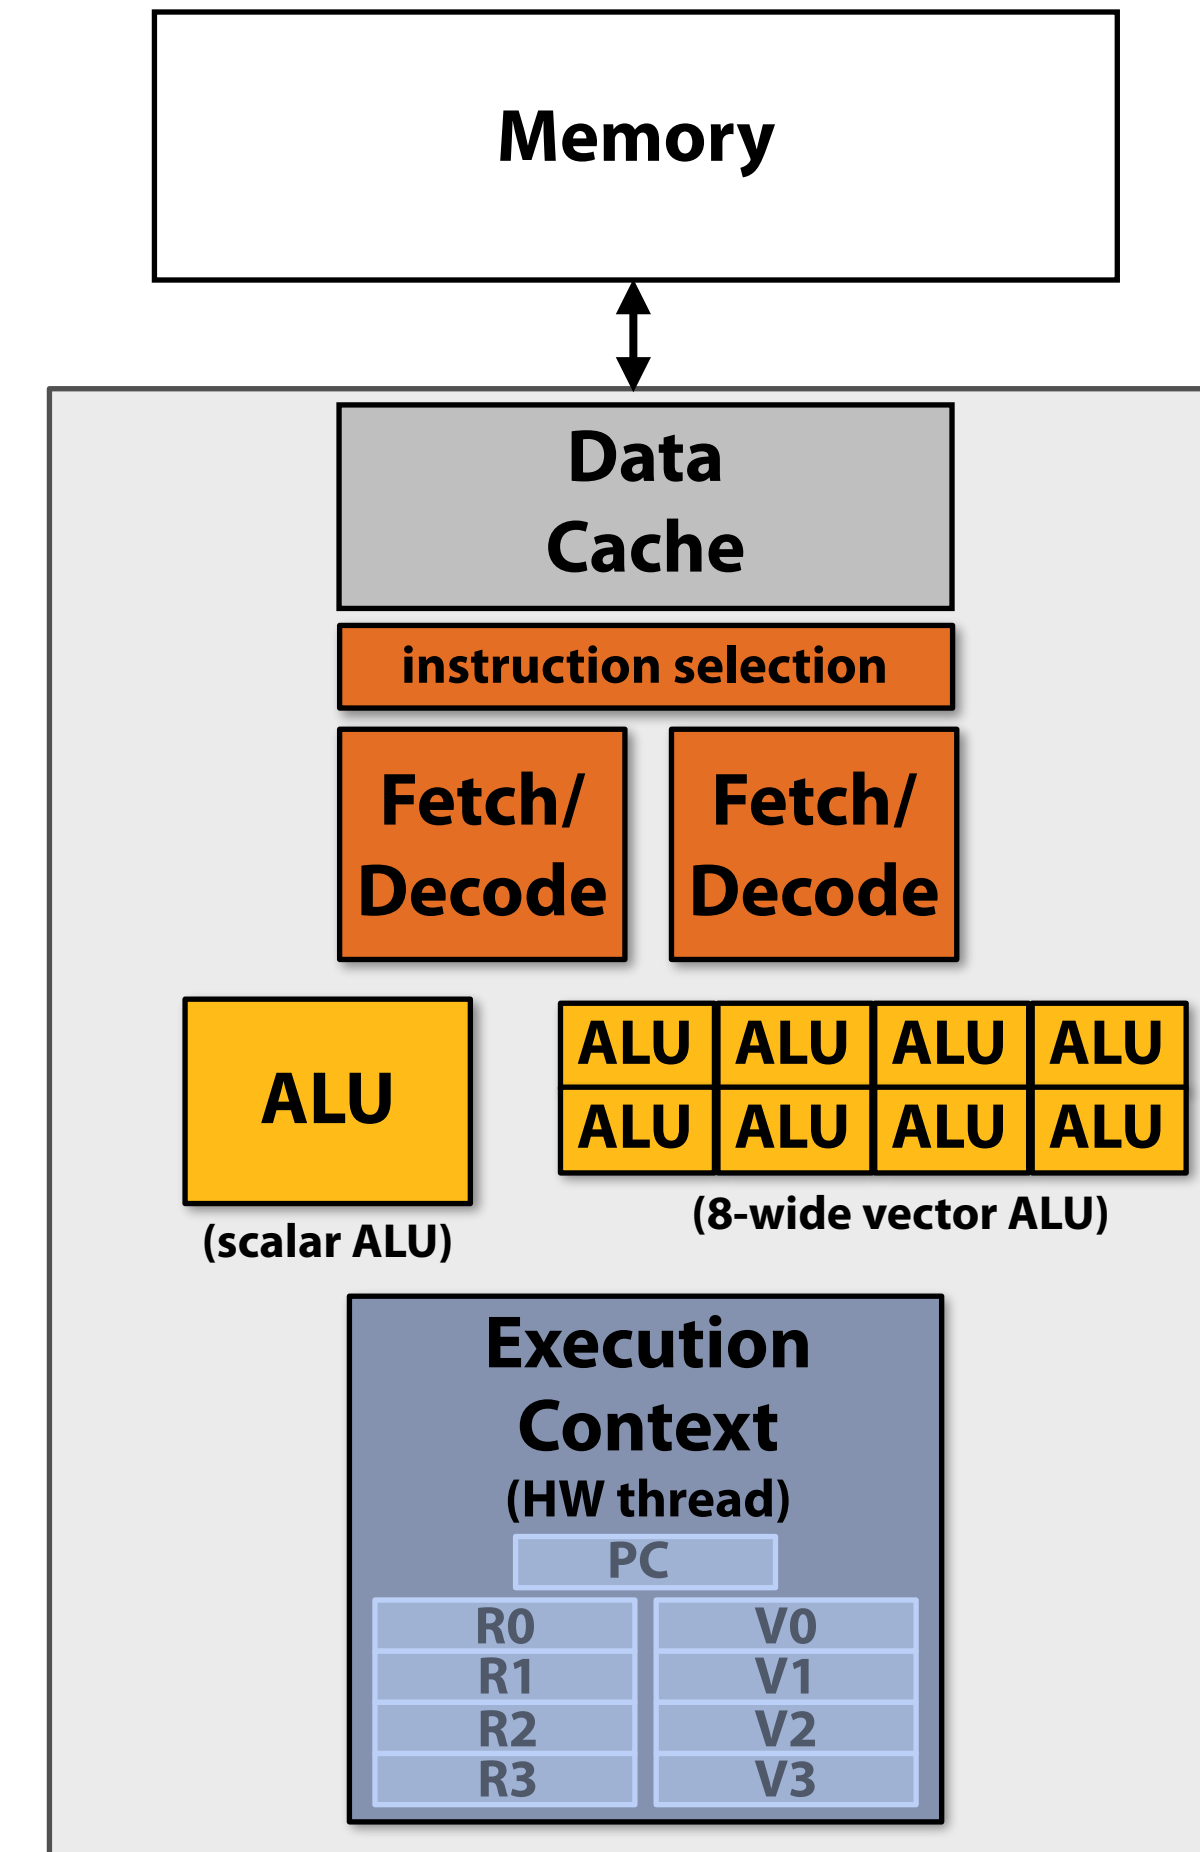 Memory
Data
Cache
instruction selection
Fetch/
Decode
Fetch/
Decode
ALU
(scalar ALU)
ALU ALU ALU ALU
ALU ALU ALU ALU
(8-wide vector ALU)
Execution
Context
(HW thread)
PC
R0 V0
R1 V1
R2 V2
R3 V3